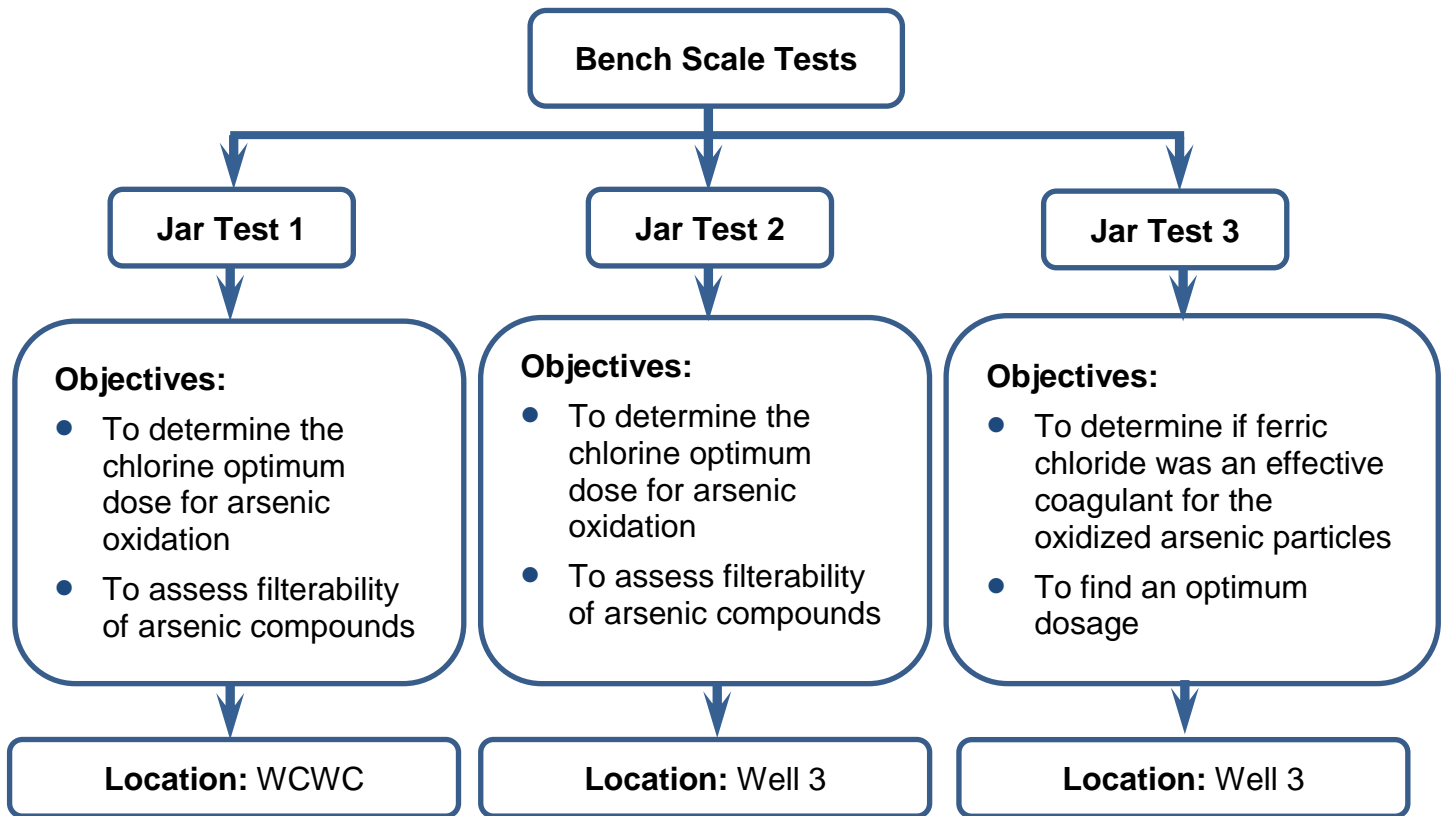 Bench Scale Tests
Jar Test 1
Jar Test 2
Jar Test 3
Objectives:
● To determine the
chlorine optimum
dose for arsenic
oxidation
● To assess filterability
of arsenic compounds
Objectives:
● To determine the
chlorine optimum
dose for arsenic
oxidation
● To assess filterability
of arsenic compounds
Objectives:
● To determine if ferric
chloride was an effective
coagulant for the
oxidized arsenic particles
● To find an optimum
dosage
Location: WCWC
Location: Well 3
Location: Well 3